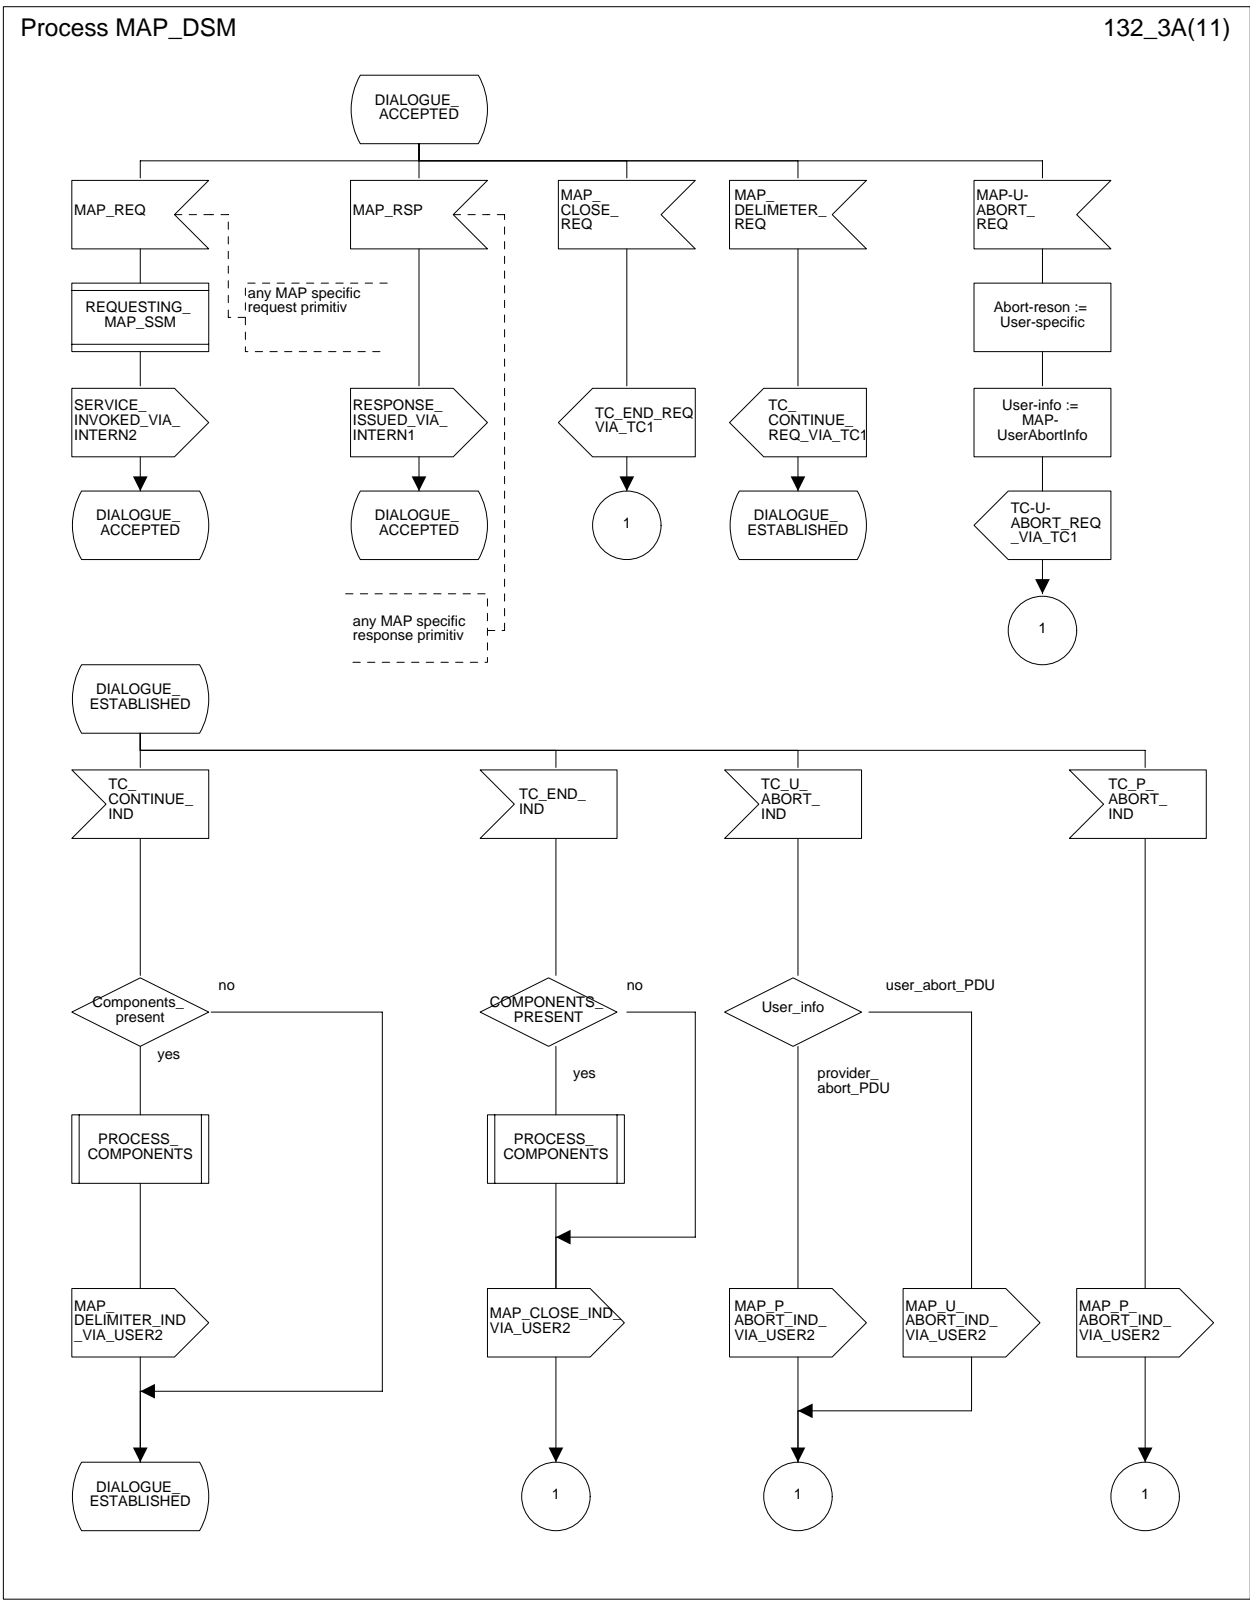 Process MAP_DSM
132_3A(11)
DIALOGUE_
ACCEPTED
MAP_REQ
MAP_RSP
MAP_
CLOSE_
REQ
MAP_
DELIMETER_
REQ
MAP-U-
ABORT_
REQ
REQUESTING_
MAP_SSM
any MAP specific
request primitiv
Abort-reson :=
User-specific
SERVICE_
INVOKED_VIA_
INTERN2
RESPONSE_
ISSUED_VIA_
INTERN1
TC_END_REQ
VIA_TC1
TC_
CONTINUE_
REQ_VIA_TC1
User-info :=
MAP-
UserAbortInfo
DIALOGUE_
ACCEPTED
DIALOGUE_
ACCEPTED
1
DIALOGUE_
ESTABLISHED
TC-U-
ABORT_REQ
_VIA_TC1
any MAP specific
response primitiv
1
DIALOGUE_
ESTABLISHED
TC_
CONTINUE_
IND
TC_END_
IND
TC_U_
ABORT_
IND
TC_P_
ABORT_
IND
Components_
present
no
yes
COMPONENTS_
PRESENT
no
yes
User_info
user_abort_PDU
provider_
abort_PDU
PROCESS_
COMPONENTS
PROCESS_
COMPONENTS
MAP_
DELIMITER_IND
_VIA_USER2
MAP_CLOSE_IND_
VIA_USER2
MAP_P_
ABORT_IND_
VIA_USER2
MAP_U_
ABORT_IND_
VIA_USER2
MAP_P_
ABORT_IND_
VIA_USER2
DIALOGUE_
ESTABLISHED
1
1
1